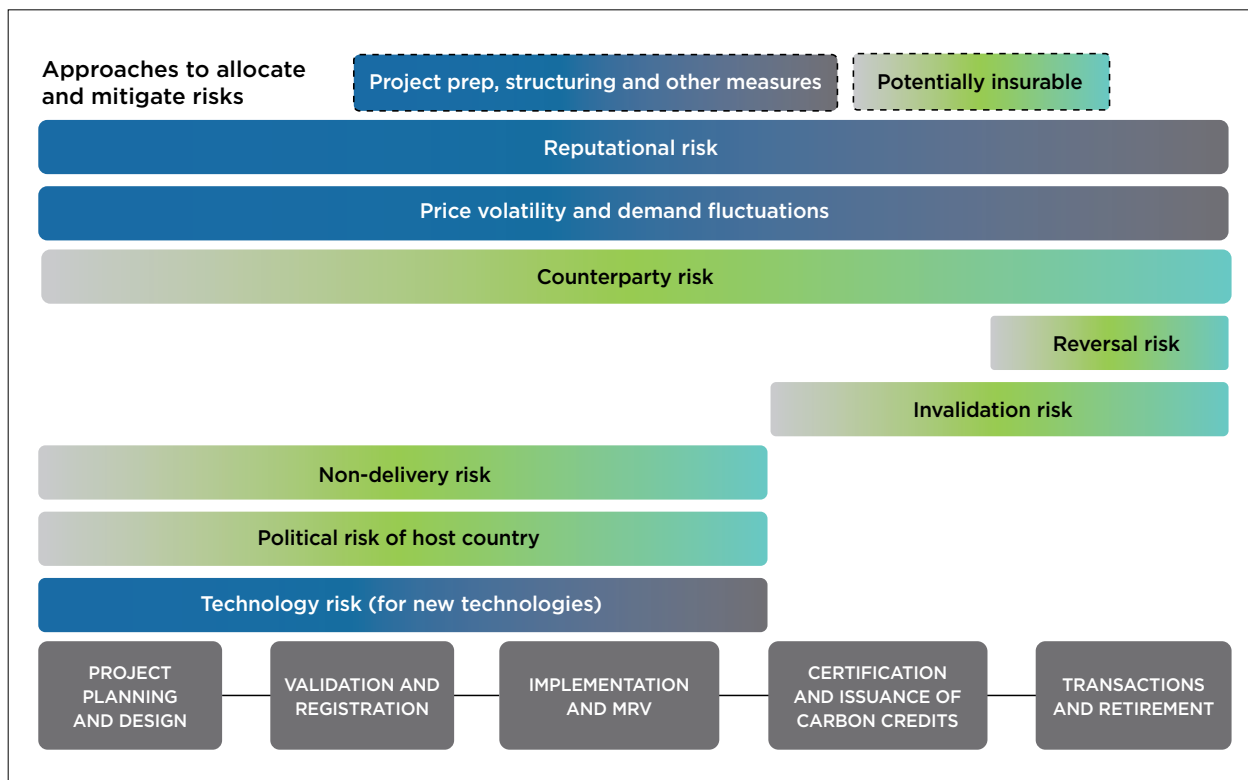 Approaches to allocate
and mitigate risks
Project prep, structuring and other measures
Potentially insurable
Reputational risk
Price volatility and demand fluctuations
Counterparty risk
Reversal risk
Invalidation risk
Non-delivery risk
Political risk of host country
Technology risk (for new technologies)
PROJECT
PLANNING
AND DESIGN
VALIDATION AND
REGISTRATION
IMPLEMENTATION
AND MRV
CERTIFICATION
AND ISSUANCE OF
CARBON CREDITS
TRANSACTIONS
AND RETIREMENT